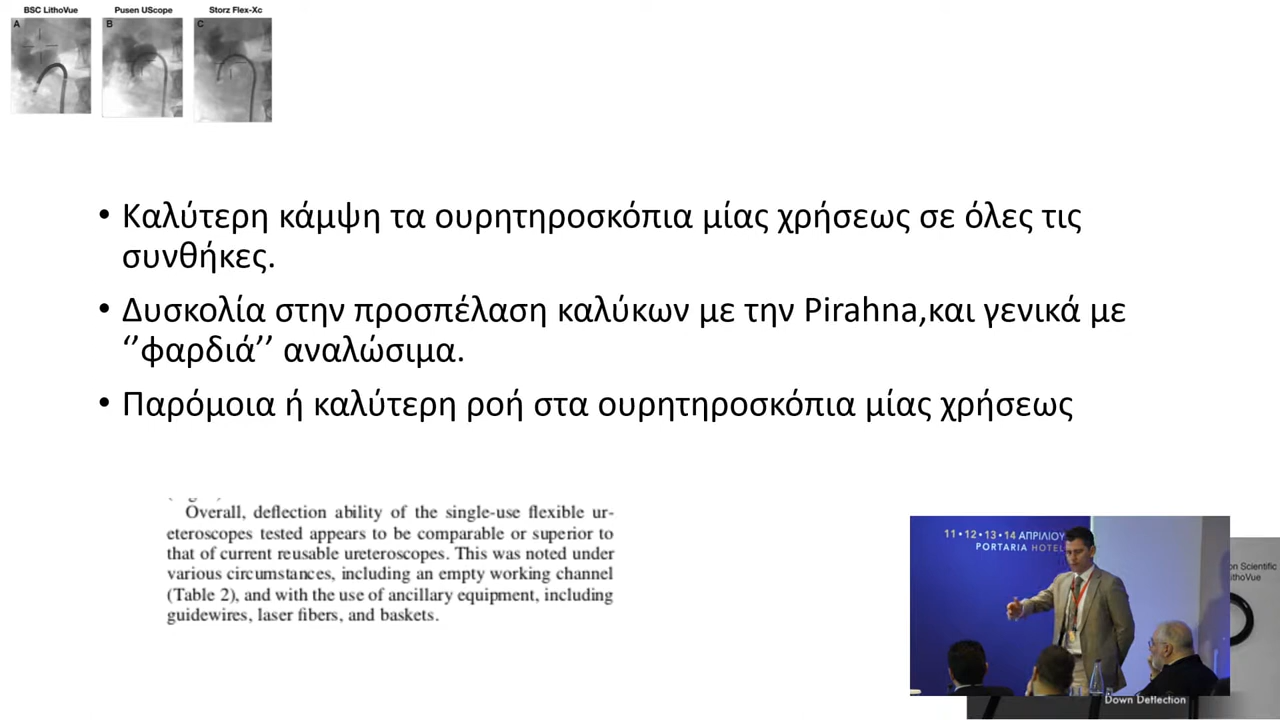 BSC LithoVue
Pusen UScope
Storz Flex-Xc
A
B
C
• Καλύτερη κάμψη τα ουρητηροσκόπια μίας χρήσεως σε όλες τις
συνθήκες.
• Δυσκολία στην προσπέλαση καλύκων με την Pirahna,και γενικά με
‘’φαρδιά’’ αναλώσιμα.
• Παρόμοια ή καλύτερη ροή στα ουρητηροσκόπια μίας χρήσεως
Overall, deflection ability of the single-use flexible ur-
eteroscopes tested appears to be comparable or superior to
that of current reusable ureteroscopes. This was noted under
various circumstances, including an empty working channel
(Table 2), and with the use of ancillary equipment, including
guidewires, laser fibers, and baskets.
11•12•13•14 ΑΠΡΙΛΙΟΥ
PORTARIA HOTEL
on Scientific
ithoVue
Down Deflection